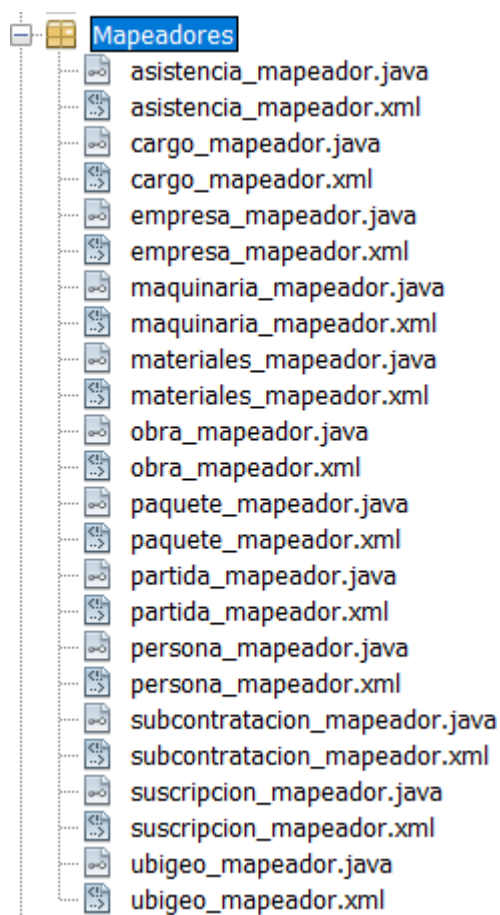 Mapeadores
asistencia_mapeador.java
asistencia_mapeador.xml
cargo_mapeador.java
cargo_mapeador.xml
empresa_mapeador.java
empresa_mapeador.xml
maquinaria_mapeador.java
maquinaria_mapeador.xml
materiales_mapeador.java
materiales_mapeador.xml
obra_mapeador.java
obra_mapeador.xml
paquete_mapeador.java
paquete_mapeador.xml
partida_mapeador.java
partida_mapeador.xml
persona_mapeador.java
persona_mapeador.xml
subcontratacion_mapeador.java
subcontratacion_mapeador.xml
suscripcion_mapeador.java
suscripcion_mapeador.xml
ubigeo_mapeador.java
ubigeo_mapeador.xml